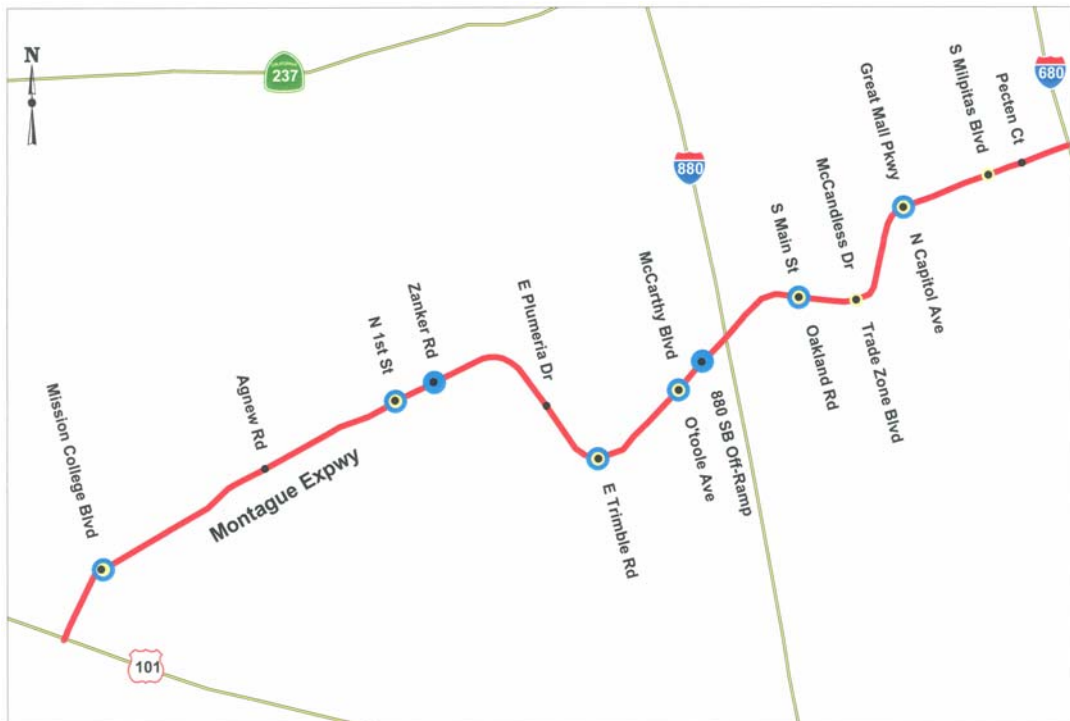 N
CALIFORNIA
237
880
680
Great Mall Pkwy
S Milpitas Blvd
Pecten Ct
McCandless Dr
S Main St
N Capitol Ave
McCarthy Blvd
E Plumeria Dr
Zanker Rd
N 1st St
Oakland Rd
Trade Zone Blvd
Agnew Rd
880 SB Off-Ramp
O'toole Ave
Mission College Blvd
Montague Expwy
E Trimble Rd
101